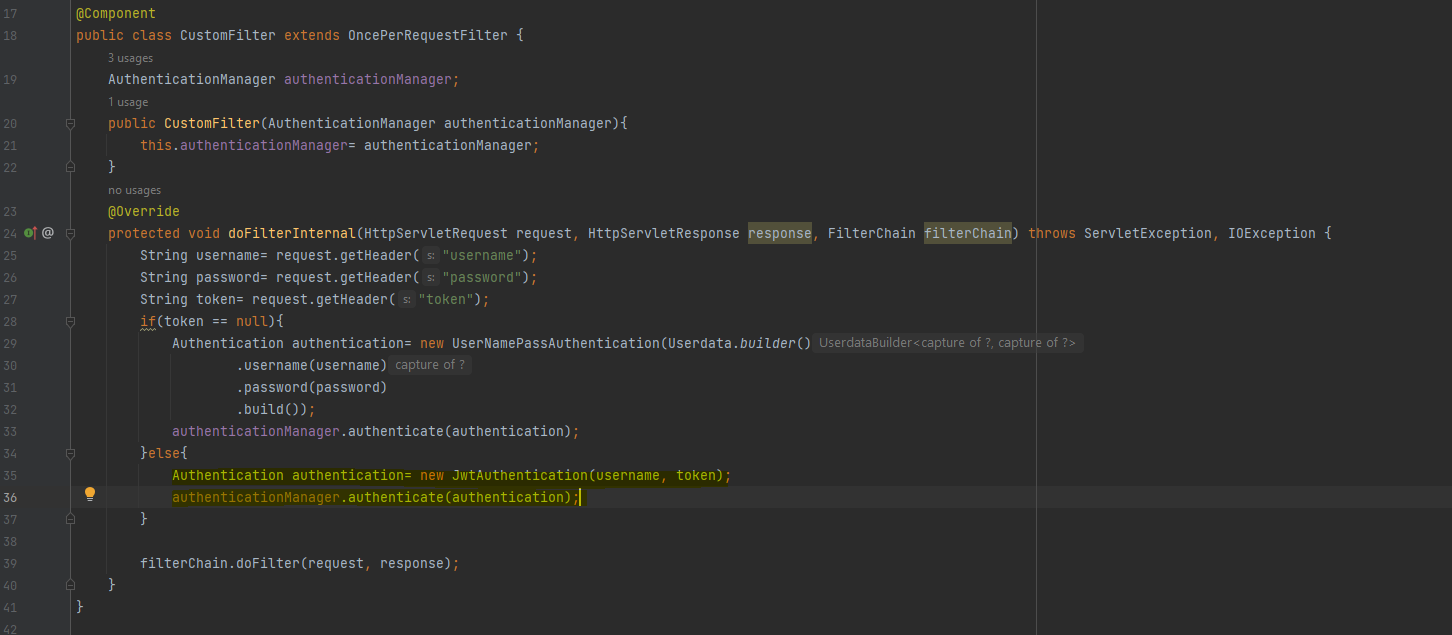 17 @Component
18 public class CustomFilter extends OncePerRequestFilter {
3 usages
19 AuthenticationManager authenticationManager;
1 usage
20 public CustomFilter(AuthenticationManager authenticationManager){
21 this.authenticationManager= authenticationManager;
22 }
no usages
23 @Override
24 @ protected void doFilterInternal(HttpServletRequest request, HttpServletResponse response, FilterChain filterChain) throws ServletException, IOException {
25 String username= request.getHeader( s: "username");
26 String password= request.getHeader( s: "password");
27 String token= request.getHeader( s: "token");
28 if(token == null){
29 Authentication authentication= new UserNamePassAuthentication(Userdata.builder() UserdataBuilder<capture of ?, capture of ?>
30 .username(username) capture of ?
31 .password(password)
32 .build());
33 authenticationManager.authenticate(authentication);
34 }else{
35 Authentication authentication= new JwtAuthentication(username, token);
36 authenticationManager.authenticate(authentication);
37 }
38
39 filterChain.doFilter(request, response);
40 }
41 }
42